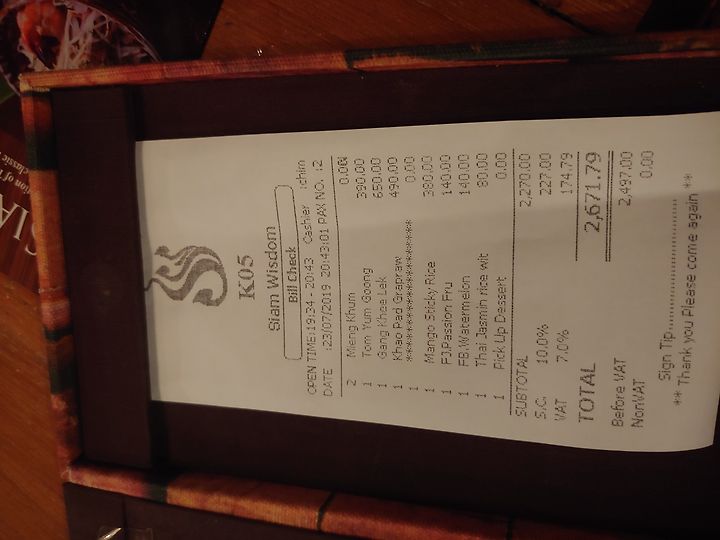 K05
Siam Wisdom
Bill Check
OPEN TIME:19:34 - 20:43 Cashier :chim
DATE :23/07/2019 20:43:01 PAX NO. :2
2 Mieng Khum 0.00
1 Tom Yum Goong 390.00
1 Gang Khee Lek 650.00
1 Khao Pad Grapraw 490.00
1 ****************** 0.00
1 Mango Sticky Rice 380.00
1 FJ.Passion Fru 140.00
1 FB.Watermelon 140.00
1 Thai Jasmin rice wit 80.00
1 Pick Up Dessert 0.00
SUBTOTAL 2,270.00
S.C. 10.0% 227.00
VAT 7.0% 174.79
TOTAL 2,671.79
Before VAT 2,497.00
NonVAT 0.00
Sign Tip..............................
** Thank you Please come again **